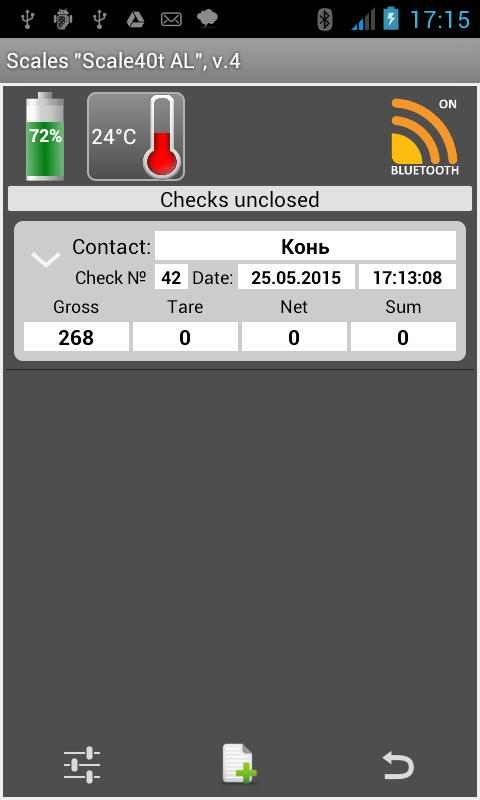 17:15
Scales "Scale40t AL", v.4
72%
24°C
ON
BLUETOOTH
Checks unclosed
Contact: Конь
Check № 42 Date: 25.05.2015 17:13:08
Gross Tare Net Sum
268 0 0 0